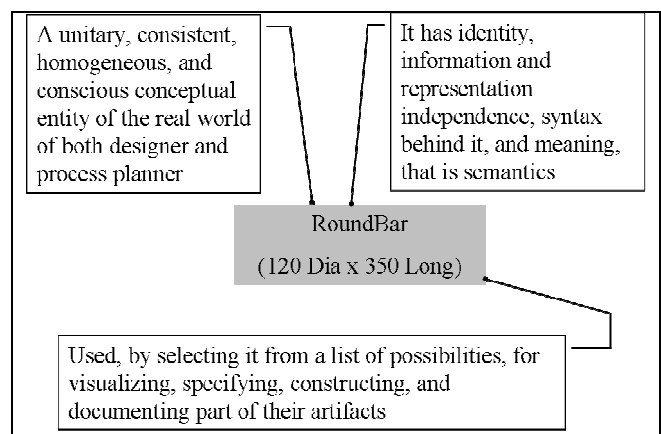 A unitary, consistent,
homogeneous, and
conscious conceptual
entity of the real world
of both designer and
process planner
It has identity,
information and
representation
independence, syntax
behind it, and meaning,
that is semantics
RoundBar
(120 Dia x 350 Long)
Used, by selecting it from a list of possibilities, for
visualizing, specifying, constructing, and
documenting part of their artifacts